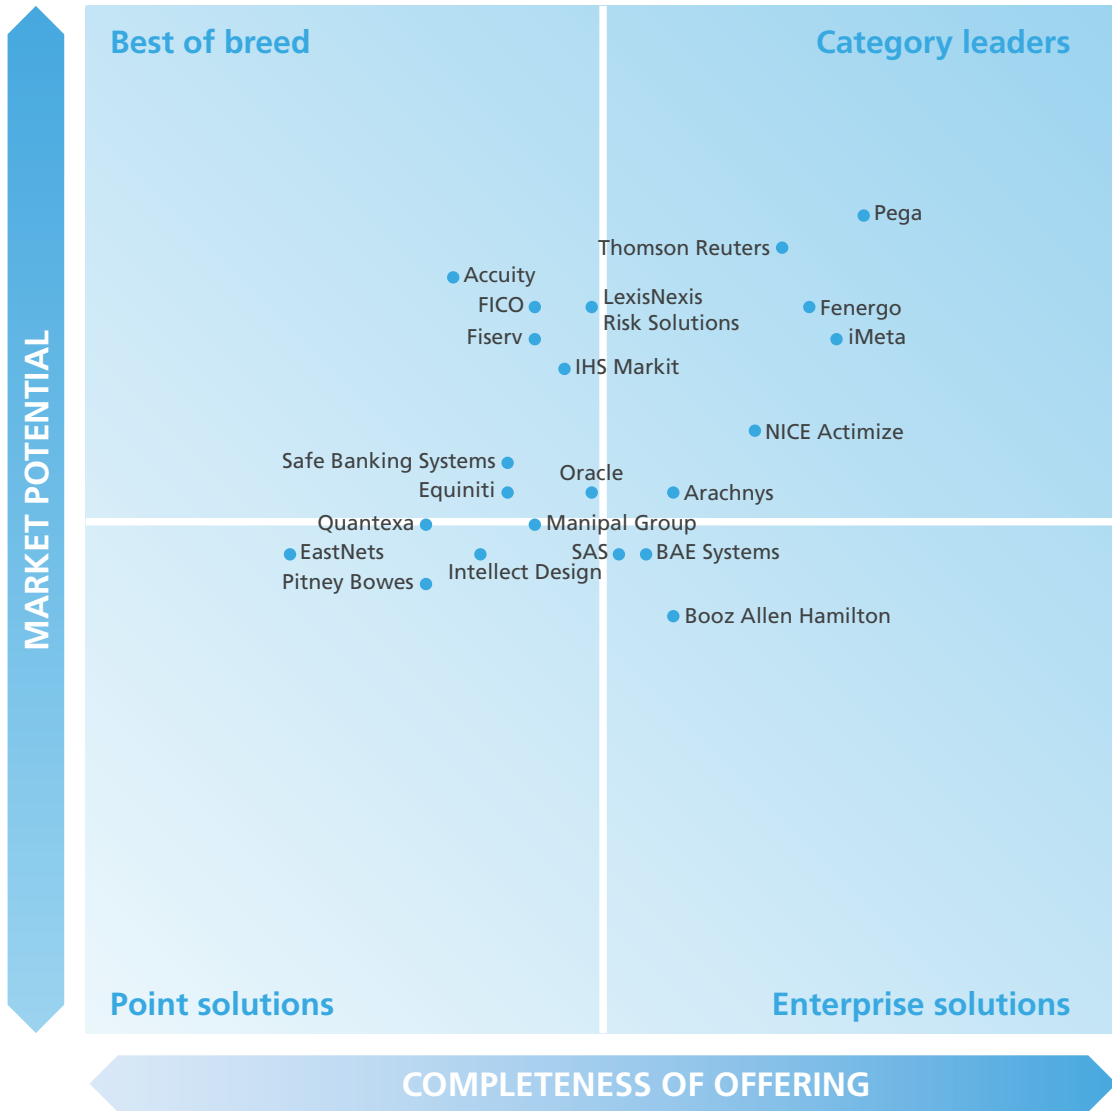 Best of breed
Category leaders
Pega
Thomson Reuters
Accuity
FICO
LexisNexis
Risk Solutions
Fenergo
Fiserv
iMeta
IHS Markit
NICE Actimize
Safe Banking Systems
Oracle
Equiniti
Arachnys
Quantexa
Manipal Group
EastNets
SAS
BAE Systems
Intellect Design
Pitney Bowes
Booz Allen Hamilton
MARKET POTENTIAL
Point solutions
Enterprise solutions
COMPLETENESS OF OFFERING